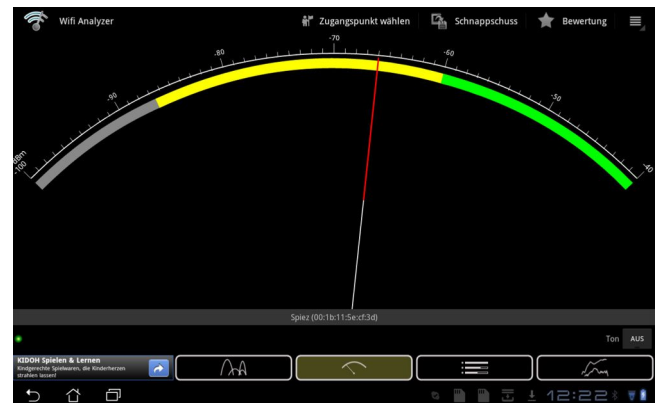 Wifi Analyzer
Zugangspunkt wählen
Schnappschuss
Bewertung
dBm
-100
-90
-80
-70
-60
-50
-40
Spiez (00:1b:11:5e:cf:3d)
Ton
AUS
KIDOH Spielen & Lernen
Kindgerechte Spielwaren, die Kinderherzen
strahlen lassen!
12:22